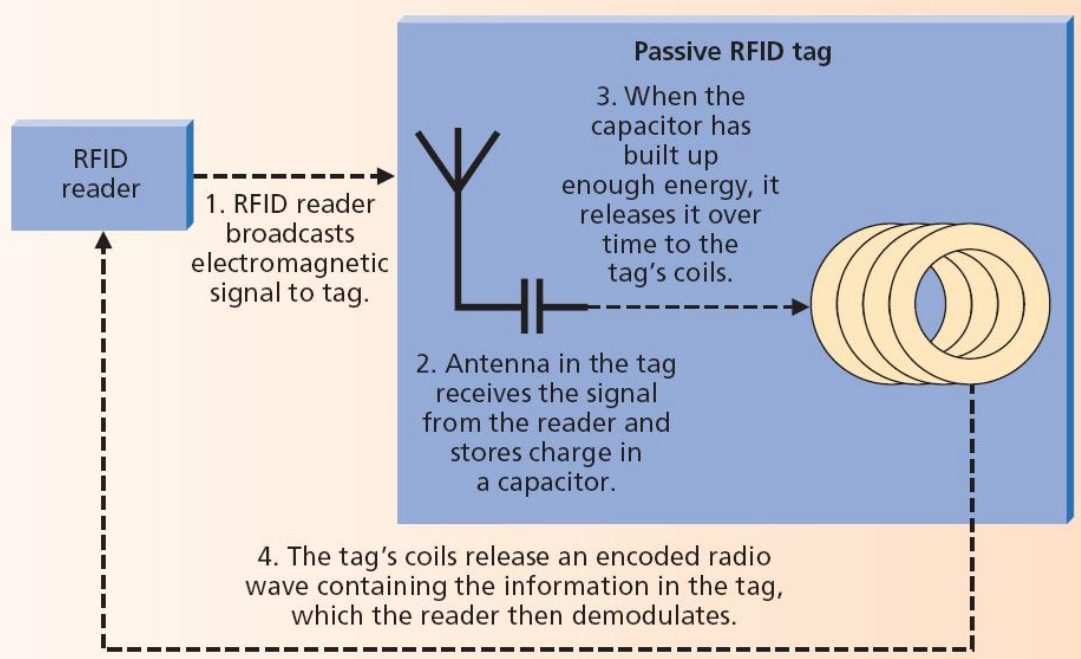 Passive RFID tag
RFID
reader
1. RFID reader
broadcasts
electromagnetic
signal to tag.
2. Antenna in the tag
receives the signal
from the reader and
stores charge in
a capacitor.
3. When the
capacitor has
built up
enough energy, it
releases it over
time to the
tag's coils.
4. The tag's coils release an encoded radio
wave containing the information in the tag,
which the reader then demodulates.